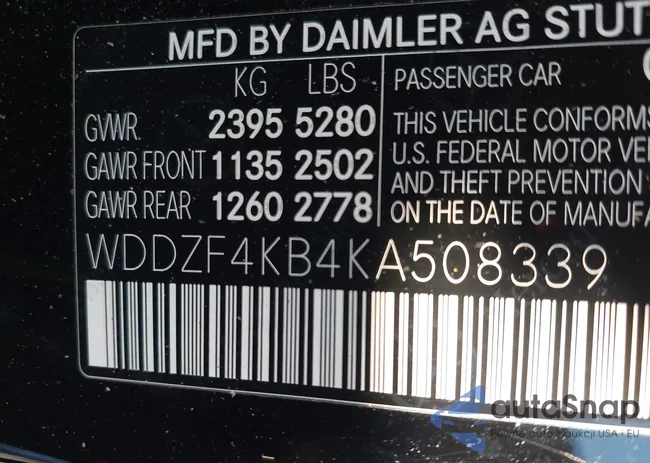 MFD BY DAIMLER AG STUT
KG LBS
GVWR. 2395 5280
GAWR FRONT 1135 2502
GAWR REAR 1260 2778
PASSENGER CAR
THIS VEHICLE CONFORMS
U.S. FEDERAL MOTOR VE
AND THEFT PREVENTION
ON THE DATE OF MANUFA
WDDZF4KB4KA508339
autoSnap